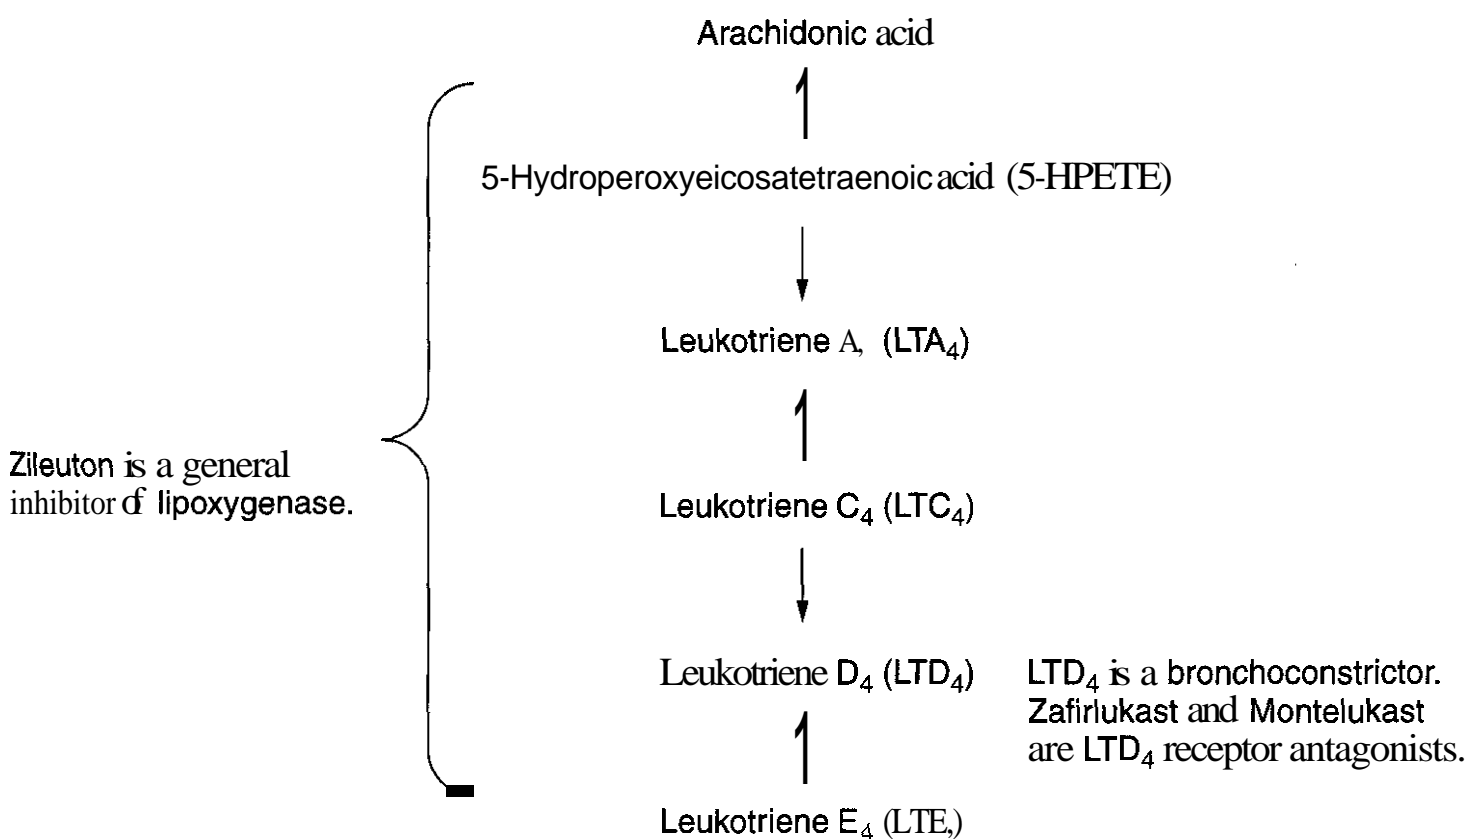 Arachidonic acid
5-Hydroperoxyeicosatetraenoic acid (5-HPETE)
Leukotriene A, (LTA₄)
Zileuton is a general
inhibitor of lipoxygenase.
Leukotriene C₄ (LTC₄)
Leukotriene D₄ (LTD₄)
LTD₄ is a bronchoconstrictor.
Zafirlukast and Montelukast
are LTD₄ receptor antagonists.
Leukotriene E₄ (LTE,)